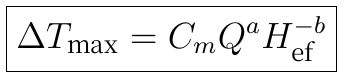 ΔT_max = C_m Q^a H_ef^{-b}